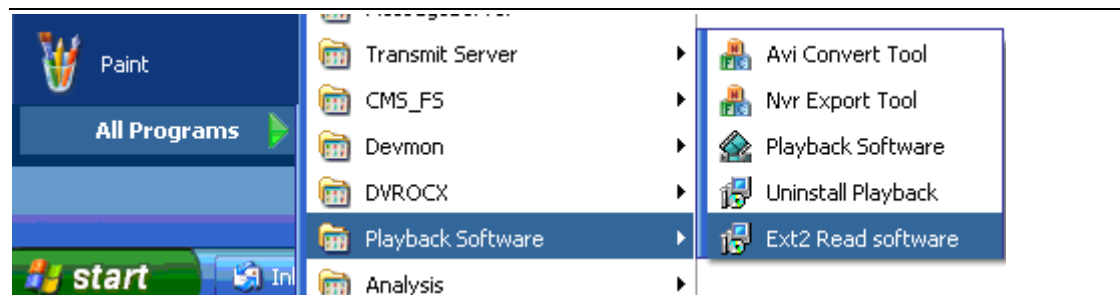 Paint
All Programs
start
Transmit Server
CMS_FS
Devmon
DVROCX
Playback Software
Analysis
Avi Convert Tool
Nvr Export Tool
Playback Software
Uninstall Playback
Ext2 Read software